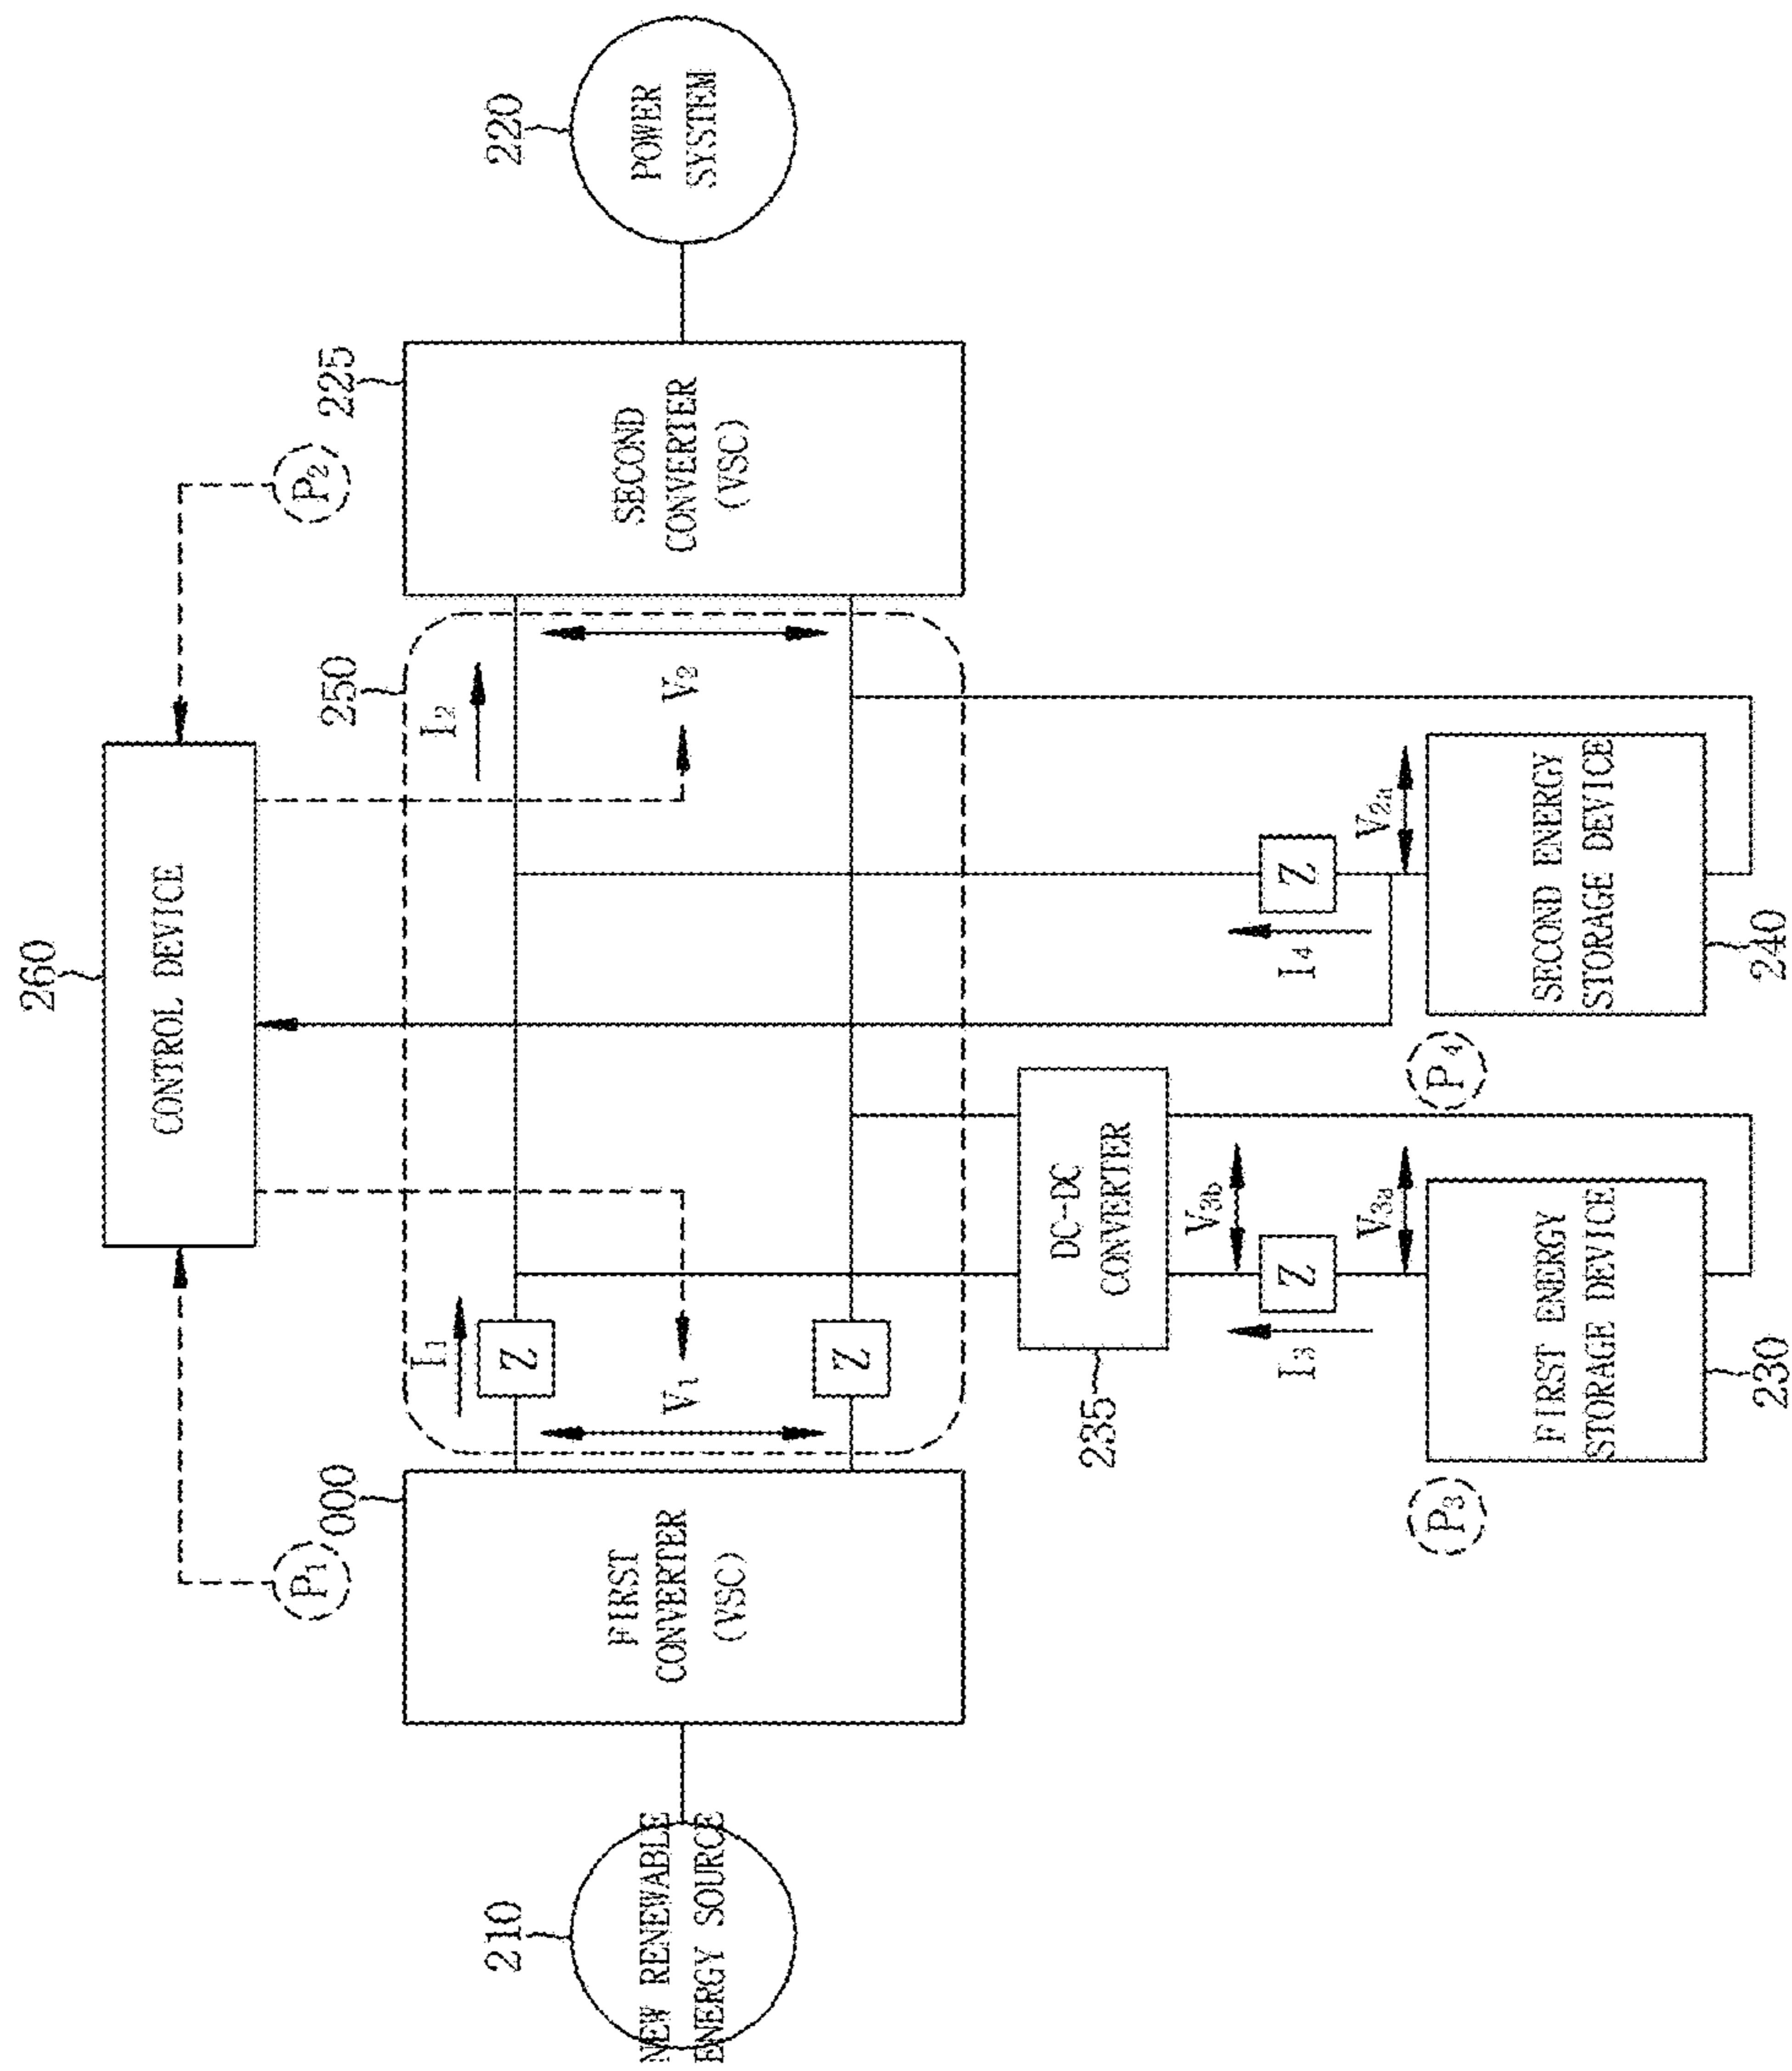 260
CONTROL DEVICE
P1
000
250
P2
225
220
210
NEW RENEWABLE
ENERGY SOURCE
FIRST
CONVERTER
(VSC)
I1
Z
V1
Z
I2
V2
SECOND
CONVERTER
(VSC)
POWER
SYSTEM
235
DC-DC
CONVERTER
I3
Z
V3b
V3a
I4
Z
V2a
P3
FIRST ENERGY
STORAGE DEVICE
230
P4
SECOND ENERGY
STORAGE DEVICE
240